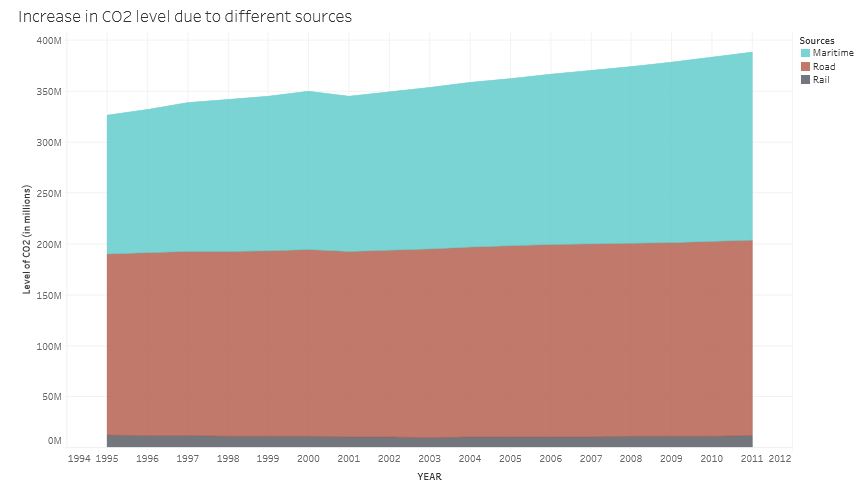 Increase in CO2 level due to different sources
Sources
Maritime
Road
Rail
Level of CO2 (in millions)
400M
350M
300M
250M
200M
150M
100M
50M
0M
1994 1995 1996 1997 1998 1999 2000 2001 2002 2003 2004 2005 2006 2007 2008 2009 2010 2011 2012
YEAR